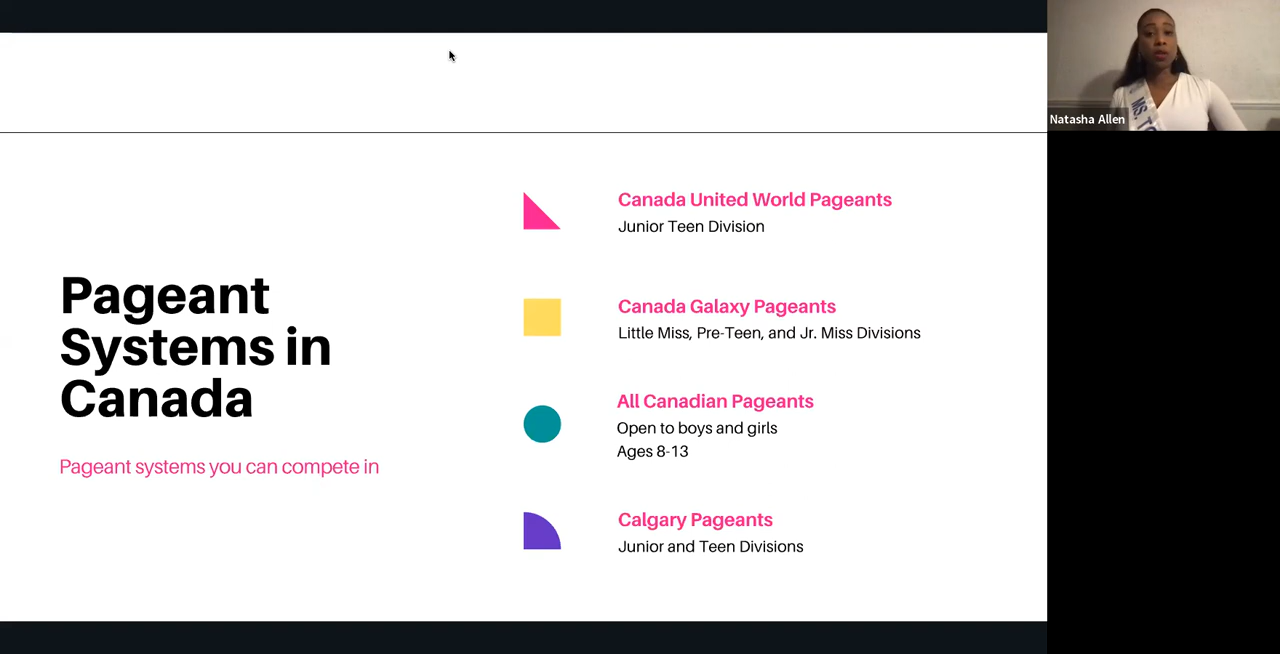 Pageant
Systems in
Canada
Pageant systems you can compete in
Canada United World Pageants
Junior Teen Division
Canada Galaxy Pageants
Little Miss, Pre-Teen, and Jr. Miss Divisions
All Canadian Pageants
Open to boys and girls
Ages 8-13
Calgary Pageants
Junior and Teen Divisions
MS. T
Natasha Allen